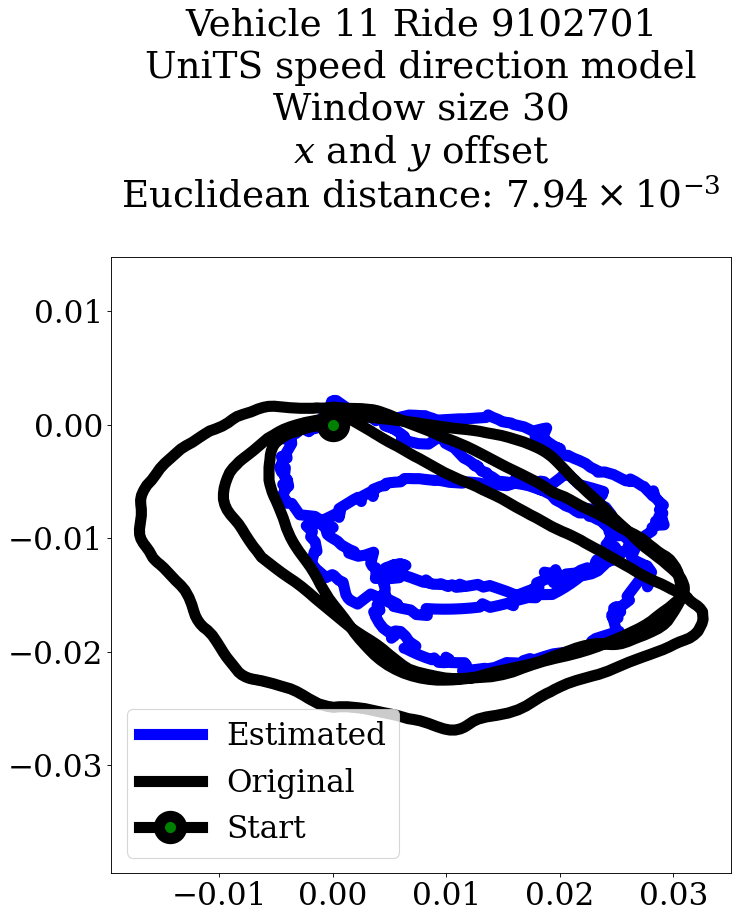 Vehicle 11 Ride 9102701
UniTS speed direction model
Window size 30
x and y offset
Euclidean distance: 7.94 × 10⁻³
0.01
0.00
−0.01
−0.02
−0.03
Estimated
Original
Start
−0.01 0.00 0.01 0.02 0.03